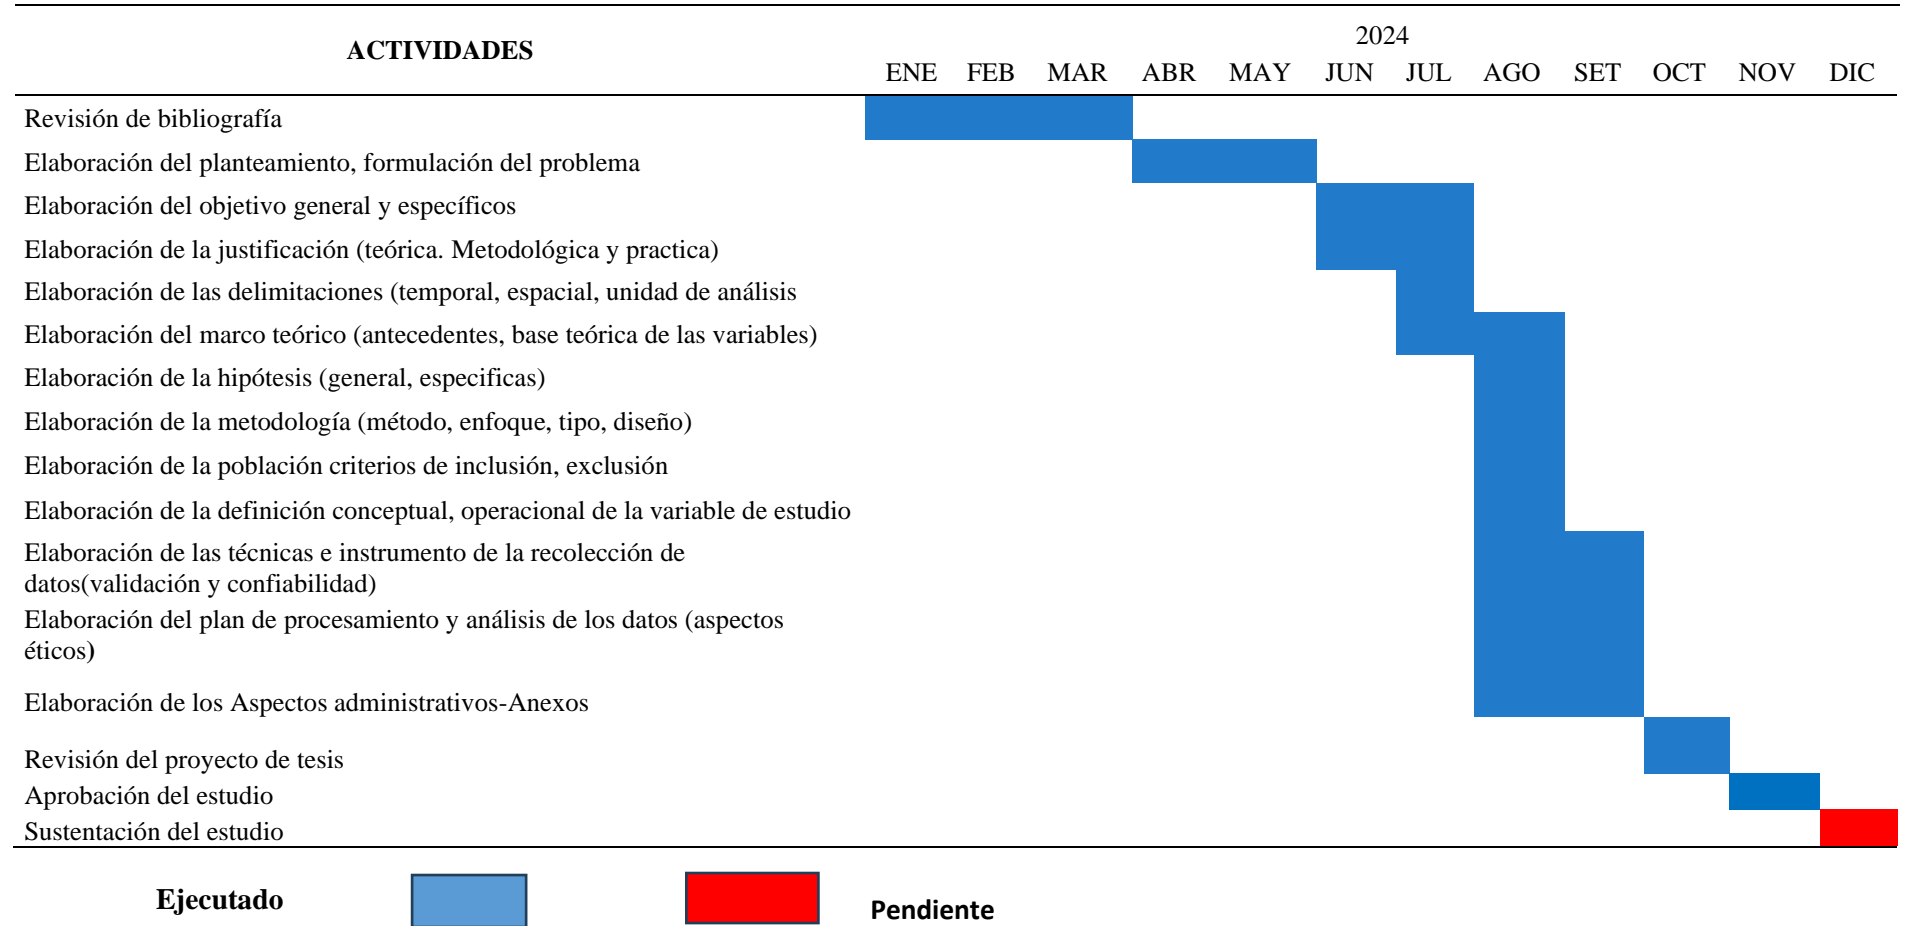 2024
ACTIVIDADES
ENE FEB MAR ABR MAY JUN JUL AGO SET OCT NOV DIC
Revisión de bibliografía
Elaboración del planteamiento, formulación del problema
Elaboración del objetivo general y específicos
Elaboración de la justificación (teórica. Metodológica y practica)
Elaboración de las delimitaciones (temporal, espacial, unidad de análisis
Elaboración del marco teórico (antecedentes, base teórica de las variables)
Elaboración de la hipótesis (general, especificas)
Elaboración de la metodología (método, enfoque, tipo, diseño)
Elaboración de la población criterios de inclusión, exclusión
Elaboración de la definición conceptual, operacional de la variable de estudio
Elaboración de las técnicas e instrumento de la recolección de
datos(validación y confiabilidad)
Elaboración del plan de procesamiento y análisis de los datos (aspectos
éticos)
Elaboración de los Aspectos administrativos-Anexos
Revisión del proyecto de tesis
Aprobación del estudio
Sustentación del estudio
Ejecutado
Pendiente